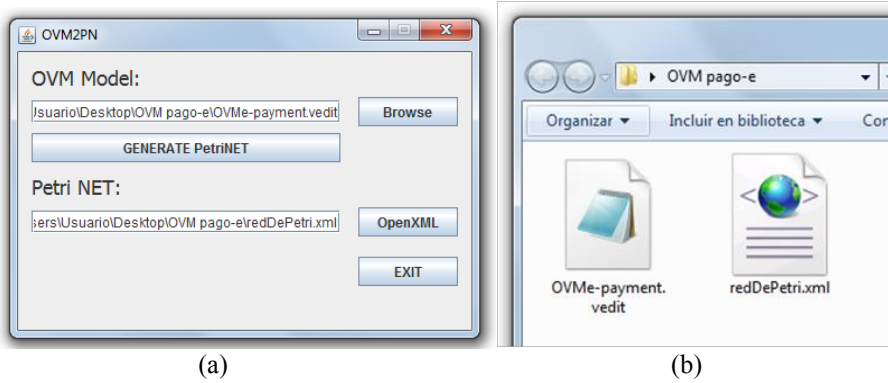 OVM2PN
OVM Model:
Usuario\Desktop\OVM pago-e\OVMe-payment.vedit
Browse
GENERATE PetriNET
Petri NET:
sers\Usuario\Desktop\OVM pago-e\redDePetri.xml
OpenXML
EXIT
(a)
OVM pago-e
Organizar
Incluir en biblioteca
Cor
OVMe-payment.
vedit
redDePetri.xml
(b)